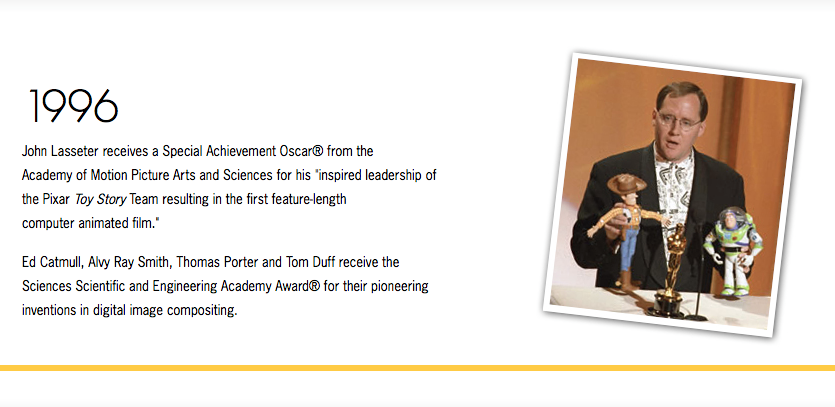 1996
John Lasseter receives a Special Achievement Oscar® from the
Academy of Motion Picture Arts and Sciences for his "inspired leadership of
the Pixar Toy Story Team resulting in the first feature-length
computer animated film."
Ed Catmull, Alvy Ray Smith, Thomas Porter and Tom Duff receive the
Sciences Scientific and Engineering Academy Award® for their pioneering
inventions in digital image compositing.